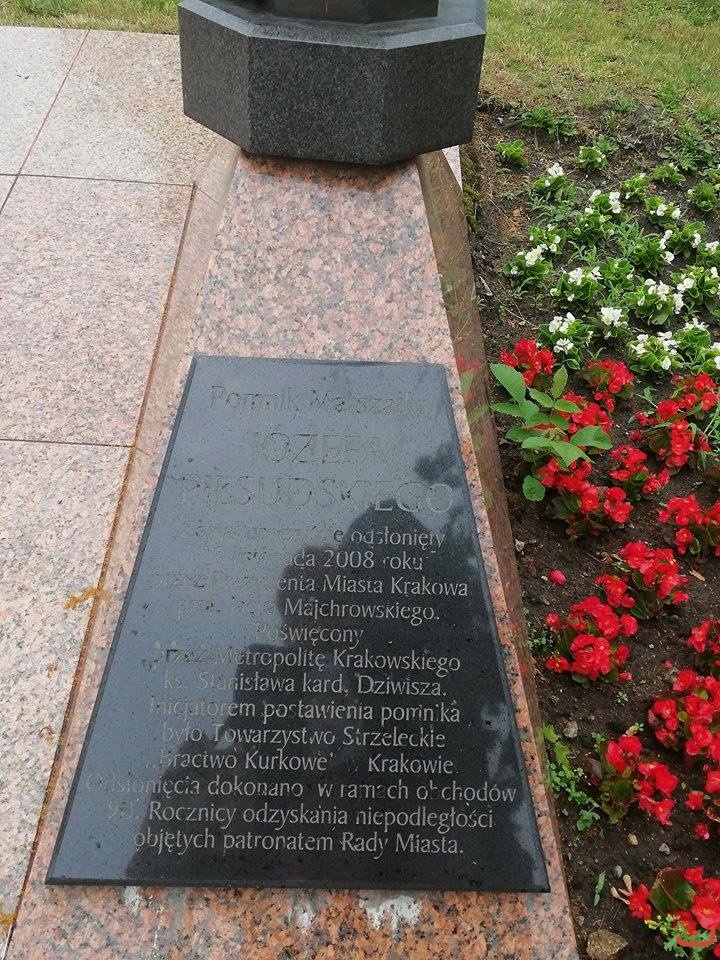 Pomnik Marszałka
JÓZEFA
PIŁSUDSKIEGO
odsłonięty
listopada 2008 roku
przez Prezydenta Miasta Krakowa
prof. Jacka Majchrowskiego.
Poświęcony
przez Metropolitę Krakowskiego
ks. Stanisława kard. Dziwisza.
Inicjatorem postawienia pomnika
było Towarzystwo Strzeleckie
„Bractwo Kurkowe" w Krakowie.
Odsłonięcia dokonano w ramach obchodów
90. Rocznicy odzyskania niepodległości
objętych patronatem Rady Miasta.